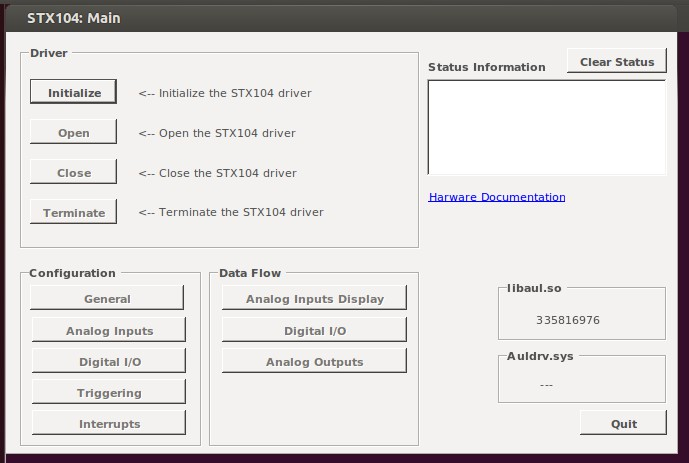 STX104: Main
Driver
Initialize <-- Initialize the STX104 driver
Open <-- Open the STX104 driver
Close <-- Close the STX104 driver
Terminate <-- Terminate the STX104 driver
Status Information
Clear Status
Harware Documentation
Configuration
General
Analog Inputs
Digital I/O
Triggering
Interrupts
Data Flow
Analog Inputs Display
Digital I/O
Analog Outputs
libaul.so
335816976
Auldrv.sys
---
Quit